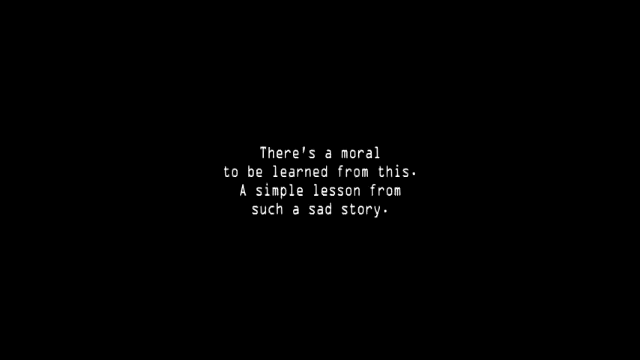 There's a moral
to be learned from this.
A simple lesson from
such a sad story.